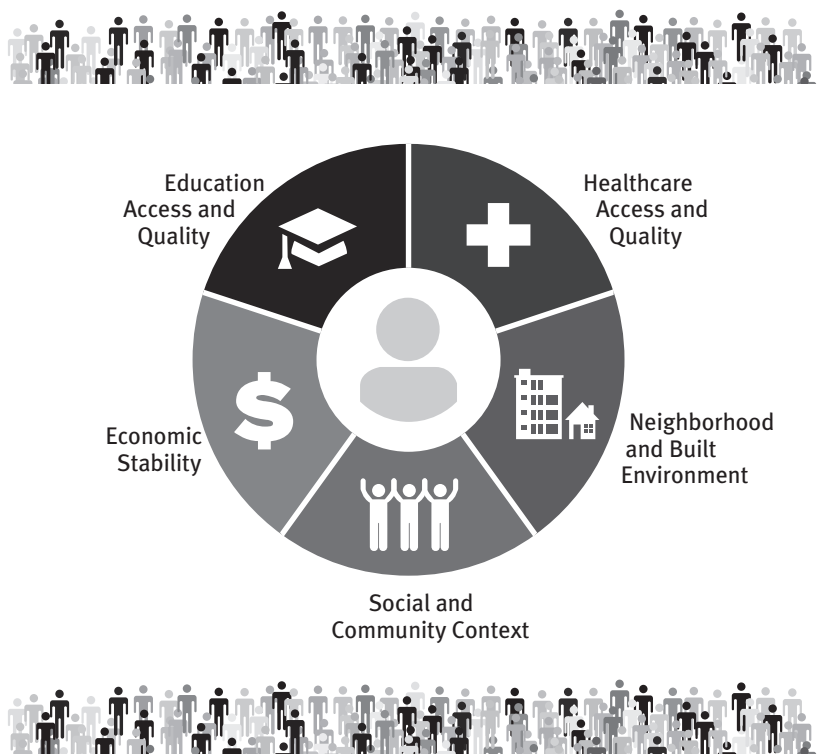 Education
Access and
Quality
Healthcare
Access and
Quality
$
Economic
Stability
Neighborhood
and Built
Environment
Social and
Community Context